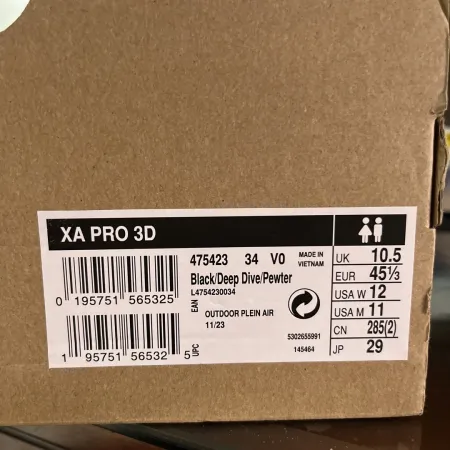 XA PRO 3D
475423 34 V0
MADE IN
VIETNAM
Black/Deep Dive/Pewter
L4754230034
0 195751 565325
EAN
OUTDOOR PLEIN AIR
11/23
1 95751 56532 5
UPC
5302655991
145464
UK 10.5
EUR 45⅓
USA W 12
USA M 11
CN 285(2)
JP 29